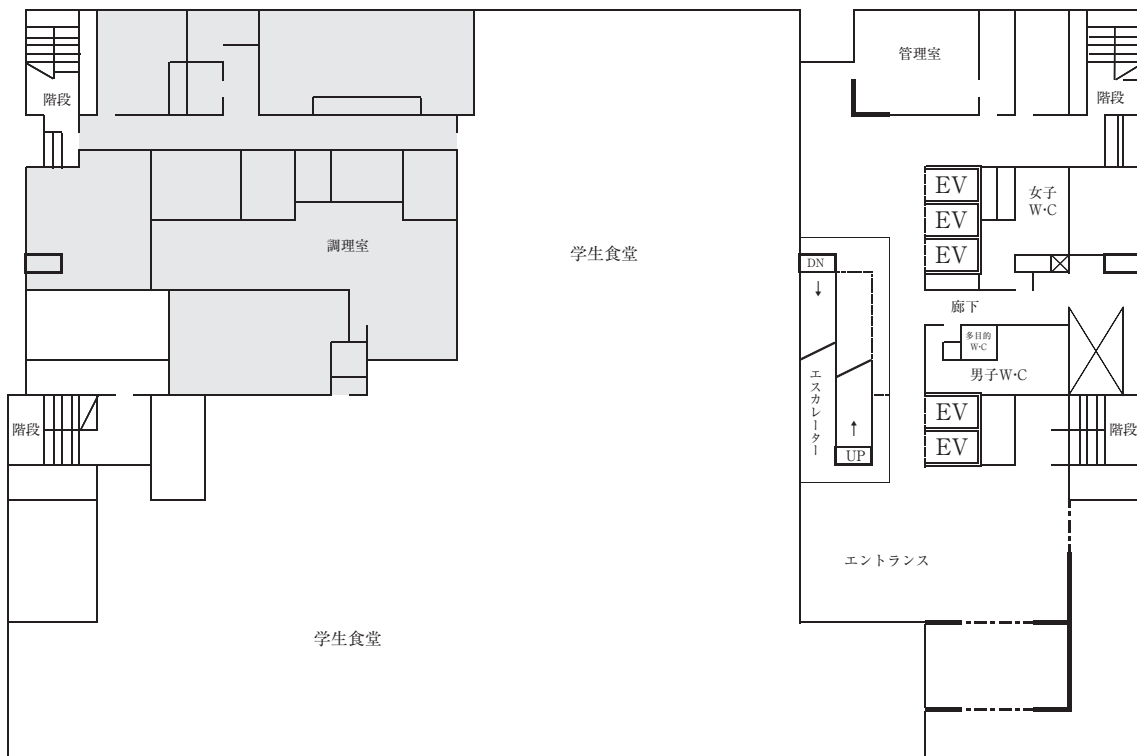 管理室
階段
階段
EV
女子
W·C
EV
EV
調理室
学生食堂
DN
廊下
多目的
W·C
男子W·C
エスカレーター
EV
階段
階段
EV
UP
エントランス
学生食堂